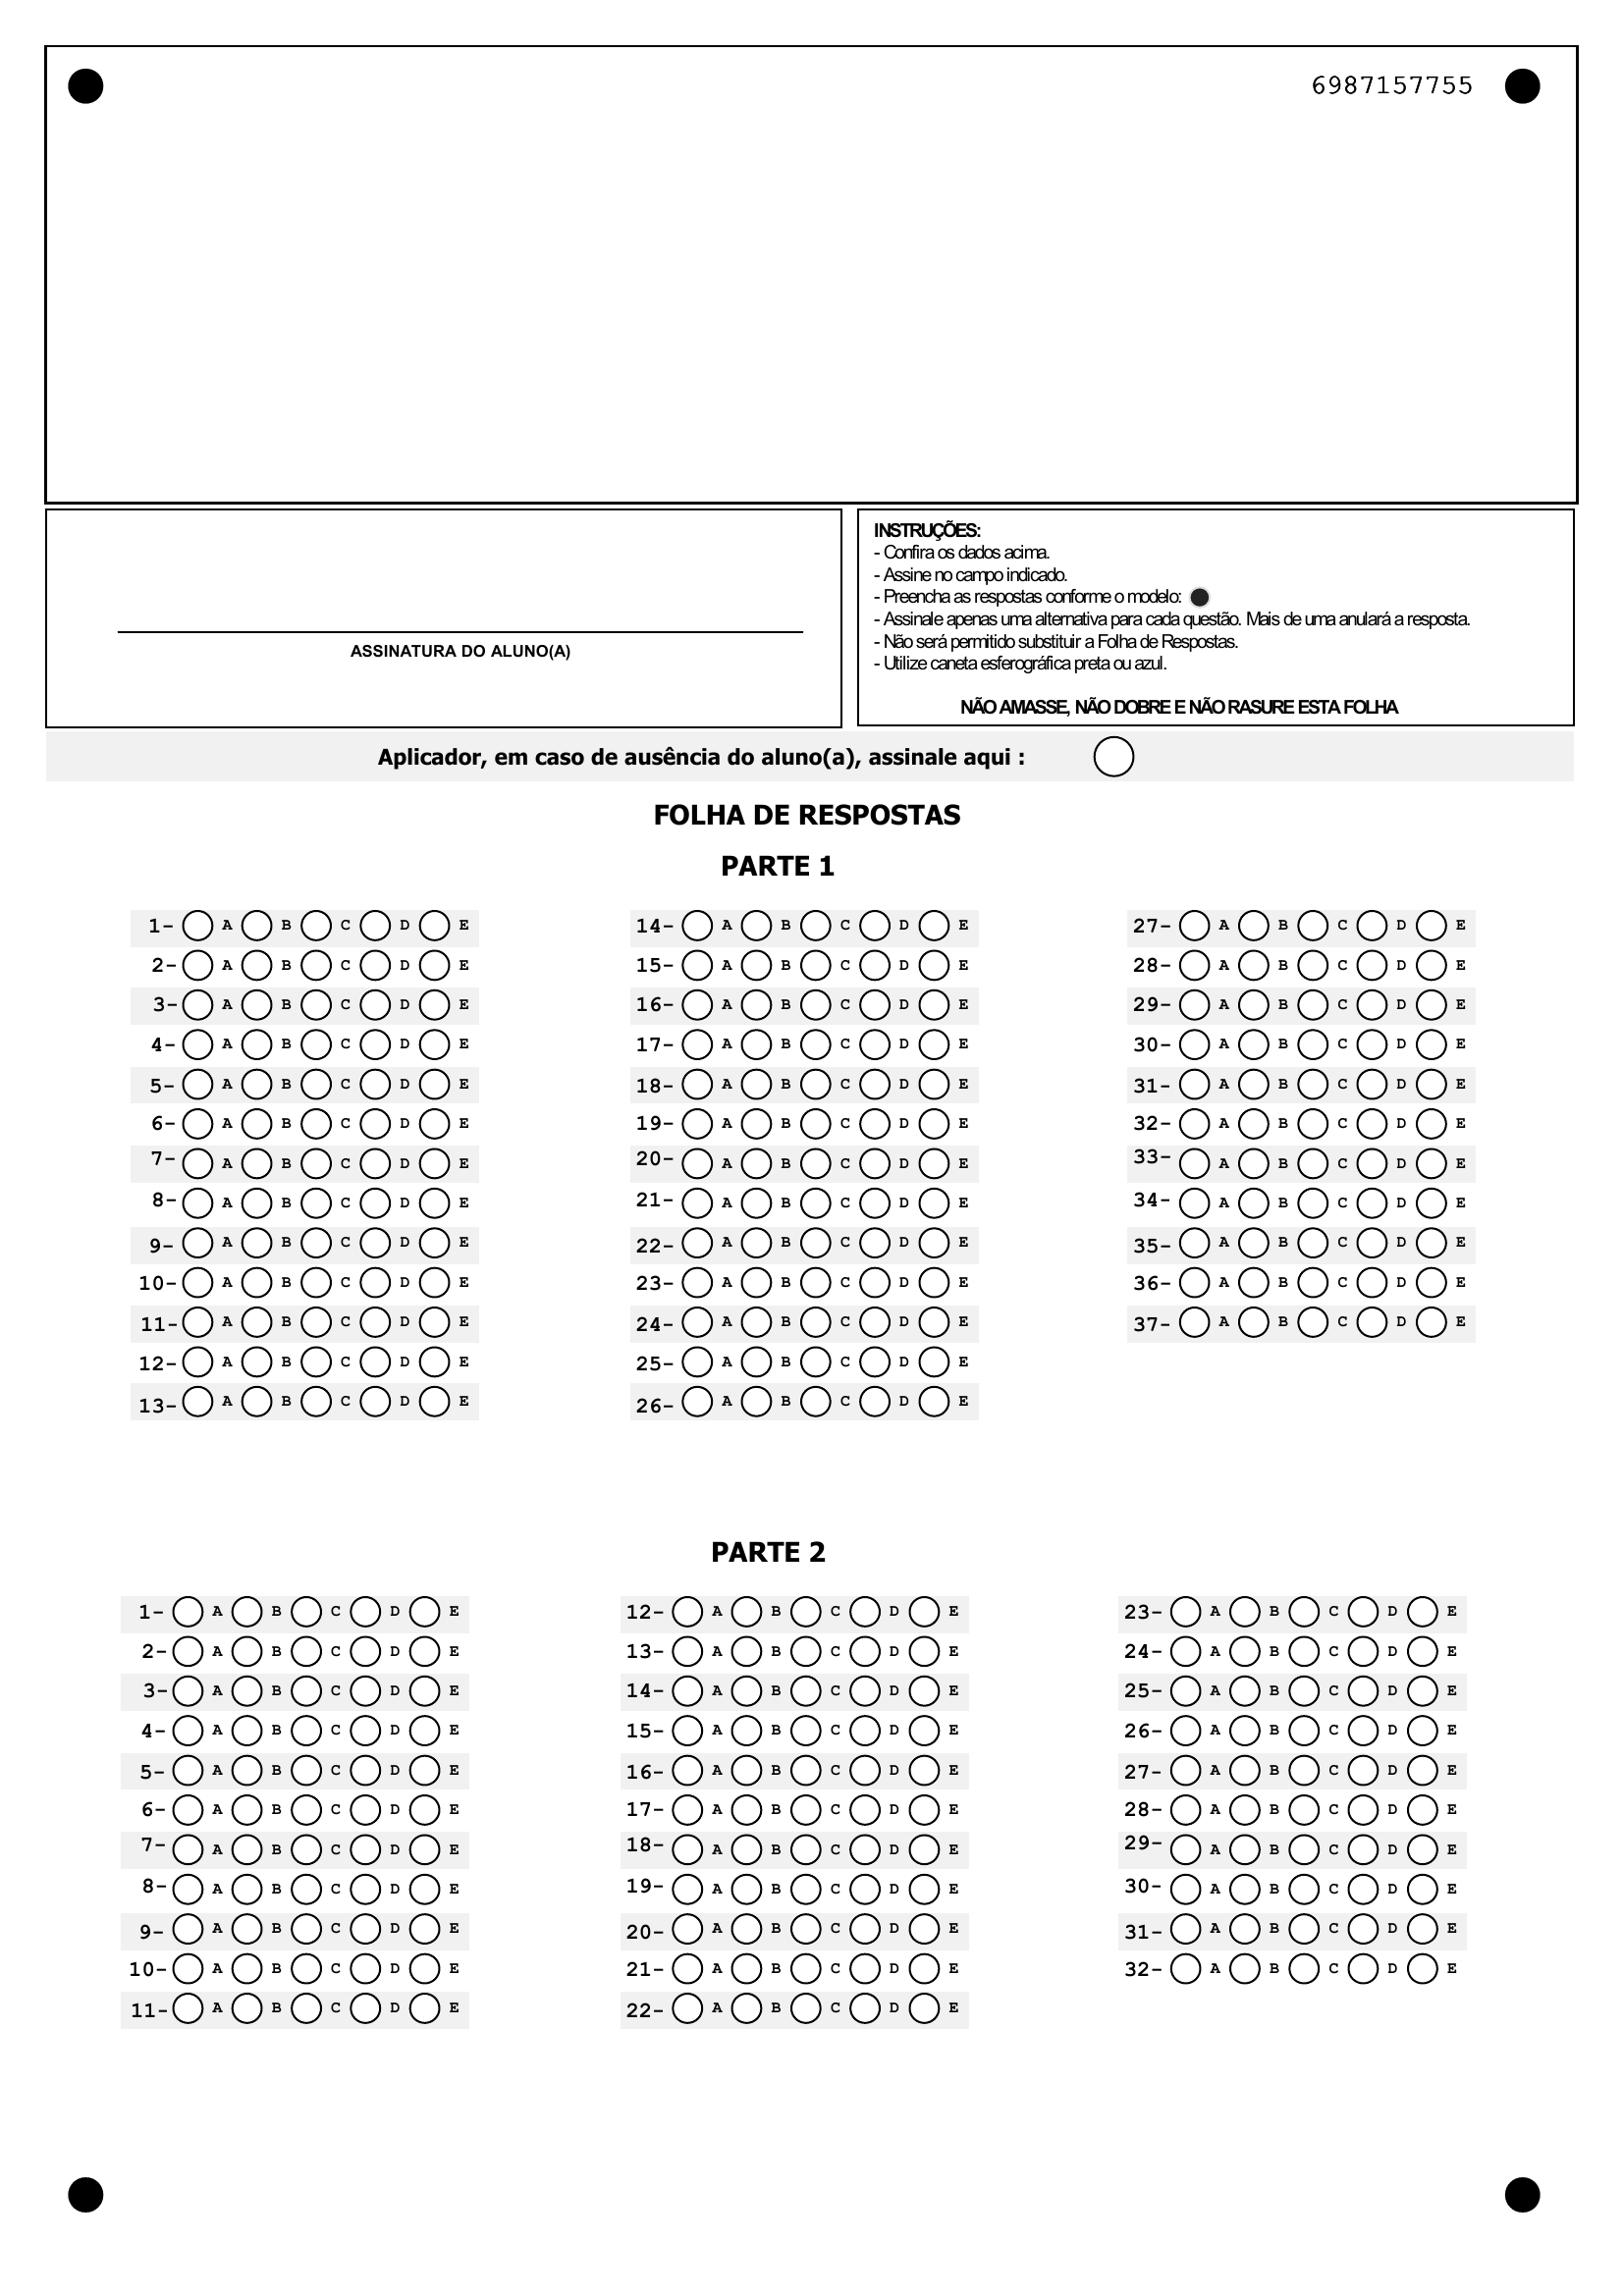 6987157755
INSTRUÇÕES:
- Confira os dados acima.
- Assine no campo indicado.
- Preencha as respostas conforme o modelo:
- Assinale apenas uma alternativa para cada questão. Mais de uma anulará a resposta.
- Não será permitido substituir a Folha de Respostas.
- Utilize caneta esferográfica preta ou azul.
NÃO AMASSE, NÃO DOBRE E NÃO RASURE ESTA FOLHA
ASSINATURA DO ALUNO(A)
Aplicador, em caso de ausência do aluno(a), assinale aqui :
FOLHA DE RESPOSTAS
PARTE 1
1- A B C D E
2- A B C D E
3- A B C D E
4- A B C D E
5- A B C D E
6- A B C D E
7- A B C D E
8- A B C D E
9- A B C D E
10- A B C D E
11- A B C D E
12- A B C D E
13- A B C D E
14- A B C D E
15- A B C D E
16- A B C D E
17- A B C D E
18- A B C D E
19- A B C D E
20- A B C D E
21- A B C D E
22- A B C D E
23- A B C D E
24- A B C D E
25- A B C D E
26- A B C D E
27- A B C D E
28- A B C D E
29- A B C D E
30- A B C D E
31- A B C D E
32- A B C D E
33- A B C D E
34- A B C D E
35- A B C D E
36- A B C D E
37- A B C D E
PARTE 2
1- A B C D E
2- A B C D E
3- A B C D E
4- A B C D E
5- A B C D E
6- A B C D E
7- A B C D E
8- A B C D E
9- A B C D E
10- A B C D E
11- A B C D E
12- A B C D E
13- A B C D E
14- A B C D E
15- A B C D E
16- A B C D E
17- A B C D E
18- A B C D E
19- A B C D E
20- A B C D E
21- A B C D E
22- A B C D E
23- A B C D E
24- A B C D E
25- A B C D E
26- A B C D E
27- A B C D E
28- A B C D E
29- A B C D E
30- A B C D E
31- A B C D E
32- A B C D E